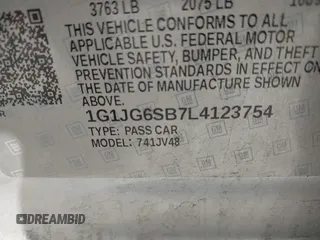 3763 LB 2075 LB
THIS VEHICLE CONFORMS TO ALL
APPLICABLE U.S. FEDERAL MOTOR
VEHICLE SAFETY, BUMPER, AND THEFT
PREVENTION STANDARDS IN EFFECT ON
THE DATE OF MANUFACTURE SHOWN
ABOVE.
1G1JG6SB7L4123754
TYPE: PASS CAR
MODEL: 741JV48
DREAMBID